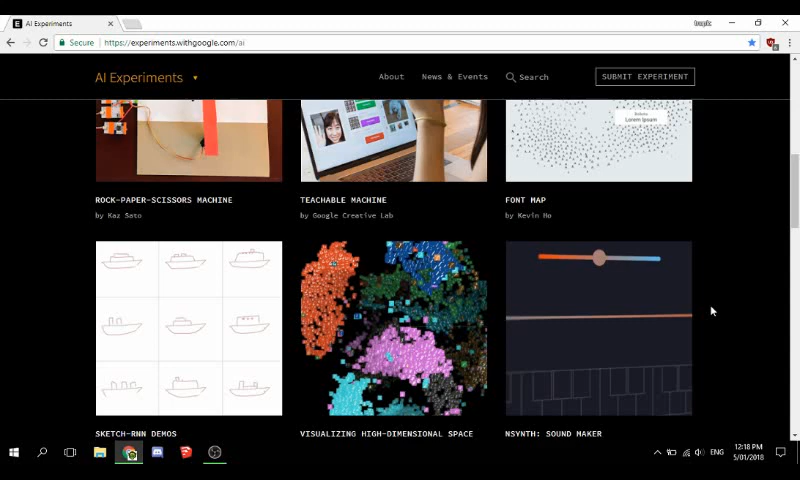 AI Experiments
tropic
Secure
https://experiments.withgoogle.com/ai
AI Experiments
About
News & Events
Search
SUBMIT EXPERIMENT
Lorem Ipsum
ROCK-PAPER-SCISSORS MACHINE
TEACHABLE MACHINE
FONT MAP
by Kaz Sato
by Google Creative Lab
by Kevin Ho
SKETCH-RNN DEMOS
VISUALIZING HIGH-DIMENSIONAL SPACE
NSYNTH: SOUND MAKER
ENG
12:18 PM
5/01/2018